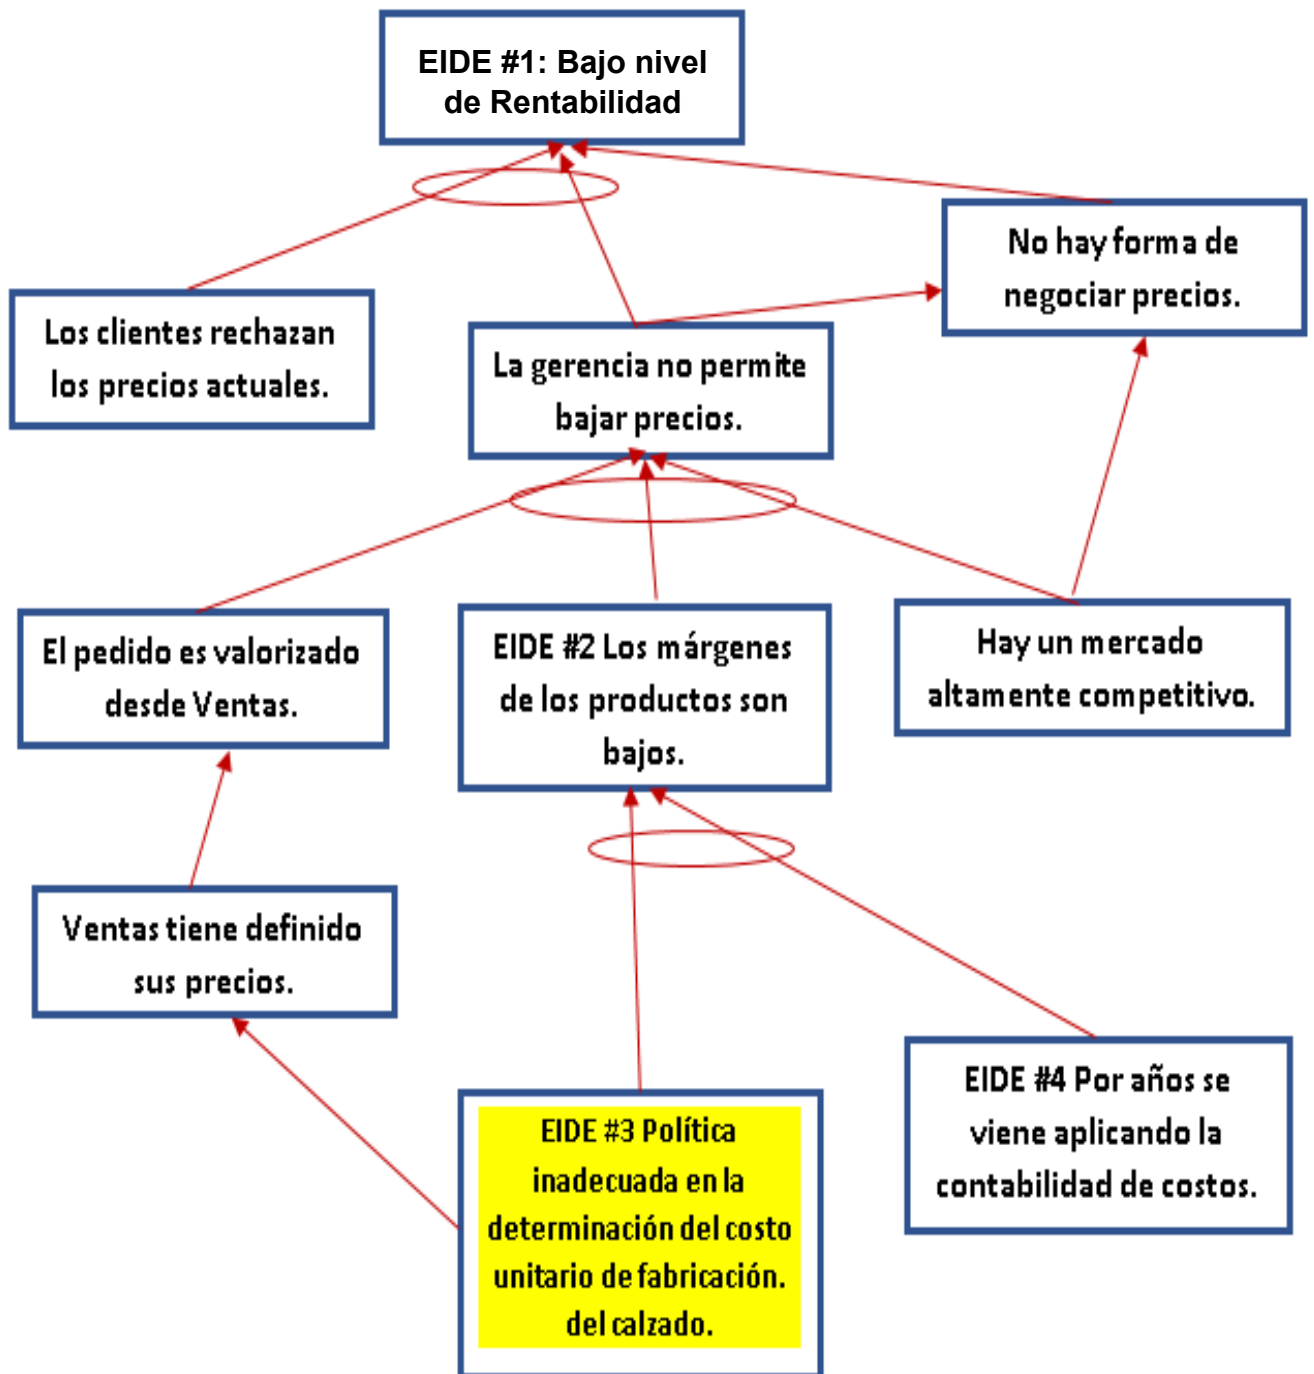 EIDE #1: Bajo nivel
de Rentabilidad
No hay forma de
negociar precios.
Los clientes rechazan
los precios actuales.
La gerencia no permite
bajar precios.
El pedido es valorizado
desde Ventas.
EIDE #2 Los márgenes
de los productos son
bajos.
Hay un mercado
altamente competitivo.
Ventas tiene definido
sus precios.
EIDE #3 Política
inadecuada en la
determinación del costo
unitario de fabricación.
del calzado.
EIDE #4 Por años se
viene aplicando la
contabilidad de costos.